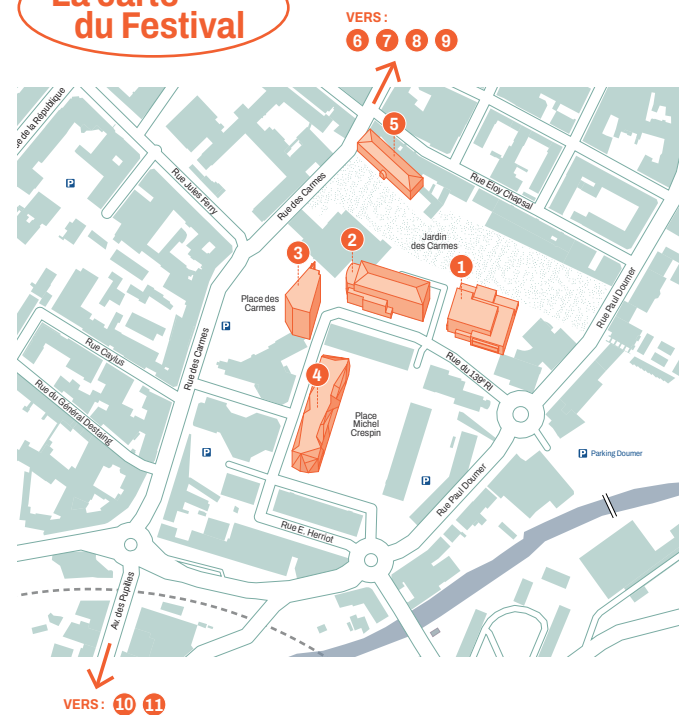 La carte
du Festival
VERS :
6 7 8 9
5
Rue Jules Ferry
Rue des Carmes
Rue Eloy Chapsal
P
Jardin
des Carmes
3
2
1
Place des
Carmes
P
Rue Paul Doumer
Rue Caylus
Rue des Carmes
Rue du 139e RI
4
Rue du Général Destaing
Place
Michel
Crespin
P
P
P Parking Doumer
Rue Paul Doumer
Rue E. Herriot
Av. des Pupilles
VERS : 10 11